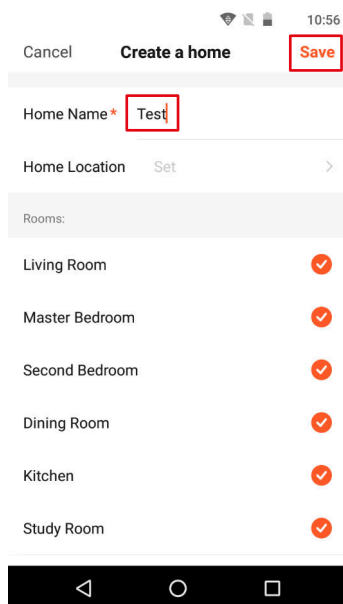 10:56
Cancel Create a home Save
Home Name* Test
Home Location Set
Rooms:
Living Room
Master Bedroom
Second Bedroom
Dining Room
Kitchen
Study Room